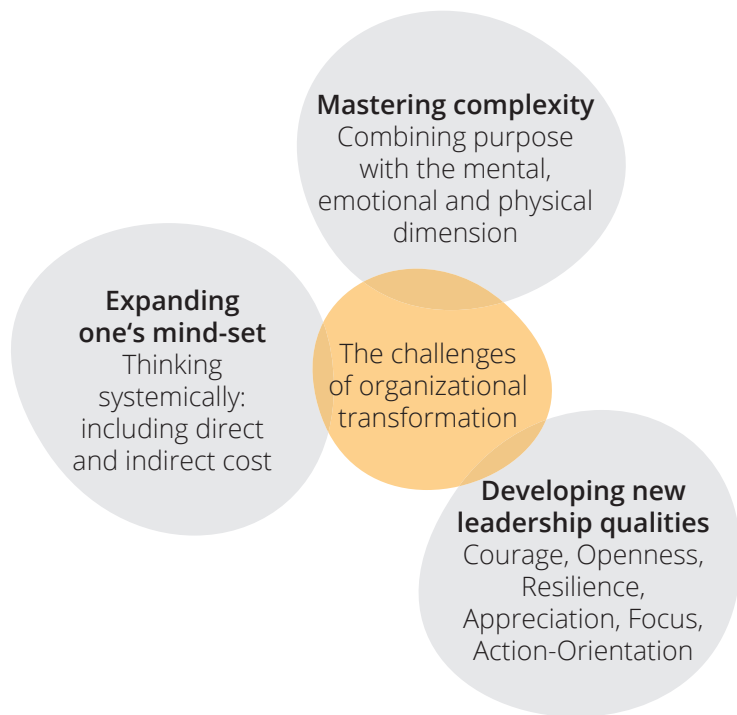 Mastering complexity
Combining purpose
with the mental,
emotional and physical
dimension
Expanding
one‘s mind-set
Thinking
systemically:
including direct
and indirect cost
The challenges
of organizational
transformation
Developing new
leadership qualities
Courage, Openness,
Resilience,
Appreciation, Focus,
Action-Orientation